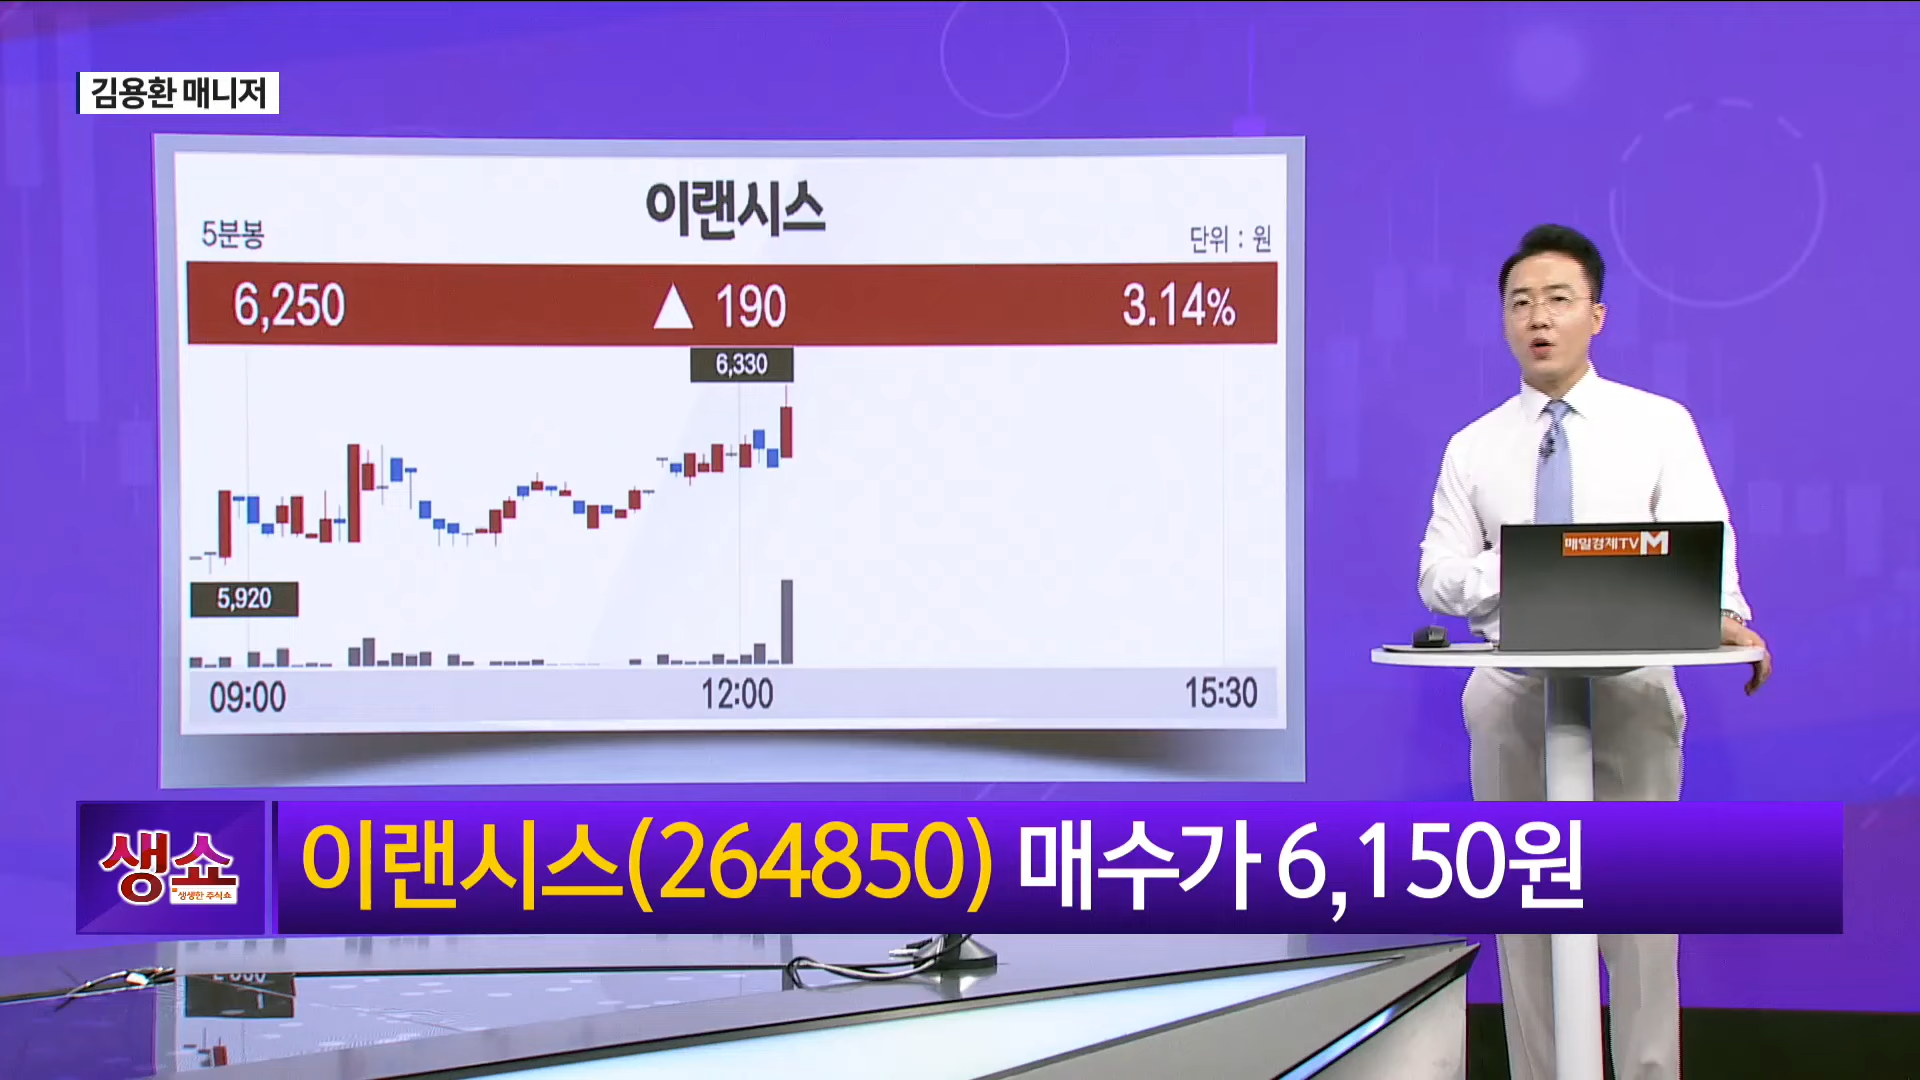 김용환 매니저
이랜시스
5분봉
단위 : 원
6,250 ▲ 190 3.14%
6,330
5,920
09:00 12:00 15:30
매일경제TV M
생쇼
생생한 주식쇼
이랜시스(264850) 매수가 6,150원